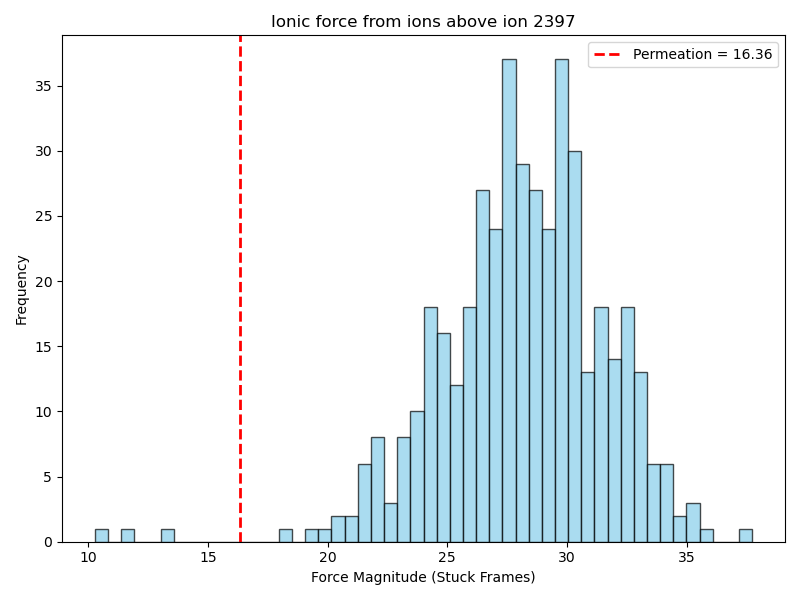 Ionic force from ions above ion 2397
Permeation = 16.36
35
30
25
20
15
10
5
0
Frequency
10 15 20 25 30 35
Force Magnitude (Stuck Frames)